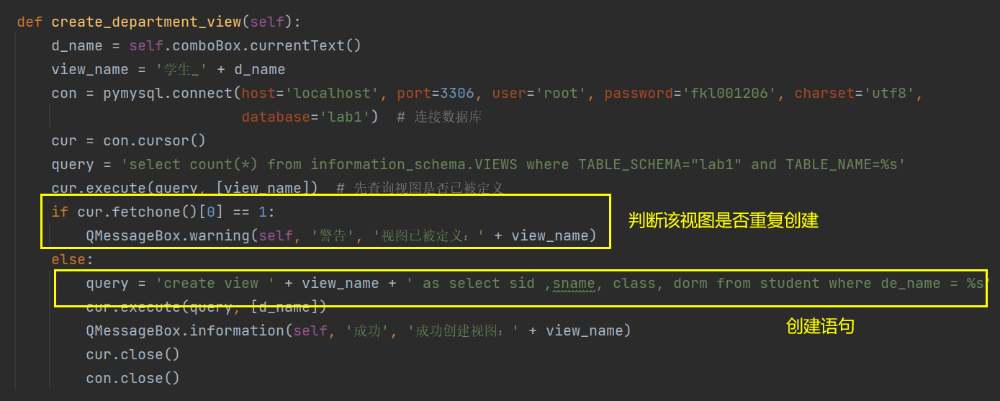 def create_department_view(self):
d_name = self.comboBox.currentText()
view_name = '学生_' + d_name
con = pymysql.connect(host='localhost', port=3306, user='root', password='fkl001206', charset='utf8',
database='lab1')  # 连接数据库
cur = con.cursor()
query = 'select count(*) from information_schema.VIEWS where TABLE_SCHEMA="lab1" and TABLE_NAME=%s'
cur.execute(query, [view_name])  # 先查询视图是否已被定义
if cur.fetchone()[0] == 1:
判断该视图是否重复创建
QMessageBox.warning(self, '警告', '视图已被定义：' + view_name)
else:
query = 'create view ' + view_name + ' as select sid ,sname, class, dorm from student where de_name = %s'
cur.execute(query, [d_name])
创建语句
QMessageBox.information(self, '成功', '成功创建视图：' + view_name)
cur.close()
con.close()